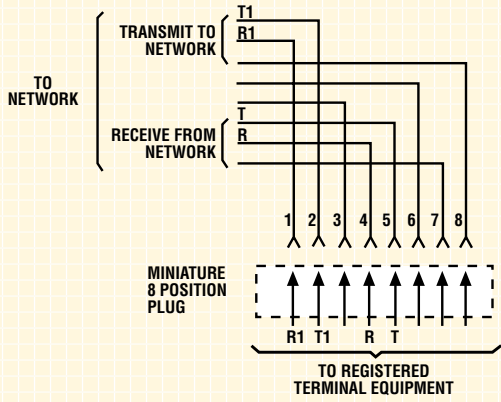 T1
TRANSMIT TO
NETWORK
R1
TO
NETWORK
T
RECEIVE FROM
NETWORK
R
1 2 3 4 5 6 7 8
MINIATURE
8 POSITION
PLUG
R1 T1 R T
TO REGISTERED
TERMINAL EQUIPMENT